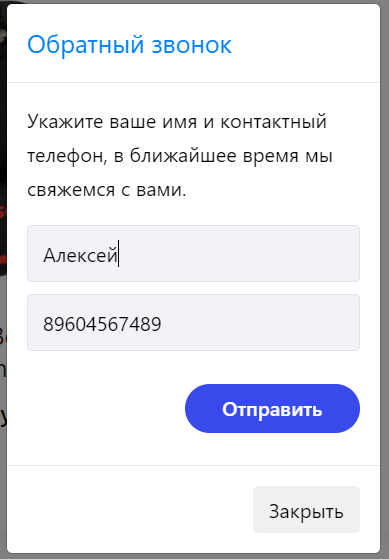 Обратный звонок
Укажите ваше имя и контактный
телефон, в ближайшее время мы
свяжемся с вами.
Алексей
89604567489
Отправить
Закрыть